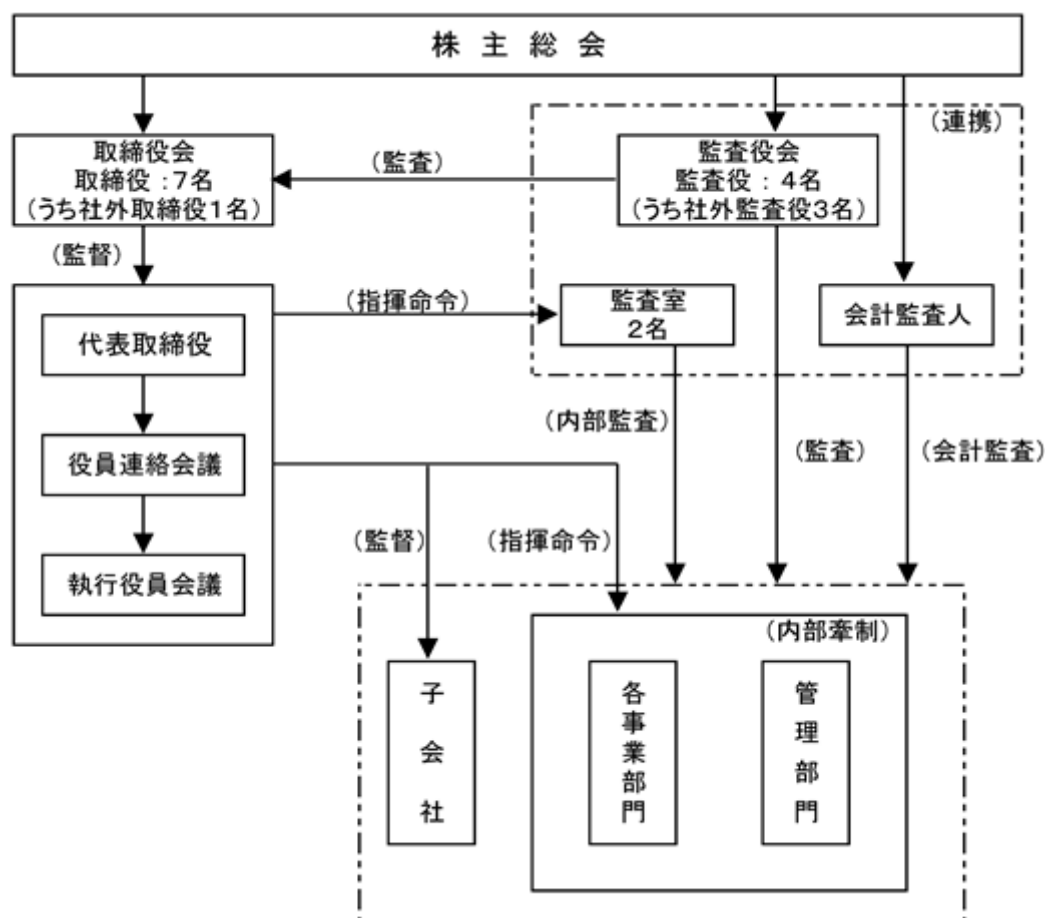 株主総会
(連携)
取締役会
取締役:7名
(うち社外取締役1名)
(監査)
監査役会
監査役:4名
(うち社外監査役3名)
(監督)
(指揮命令)
監査室
2名
会計監査人
代表取締役
役員連絡会議
執行役員会議
(内部監査)
(監査)
(会計監査)
(監督)
(指揮命令)
(内部牽制)
子会社
各事業部門
管理部門